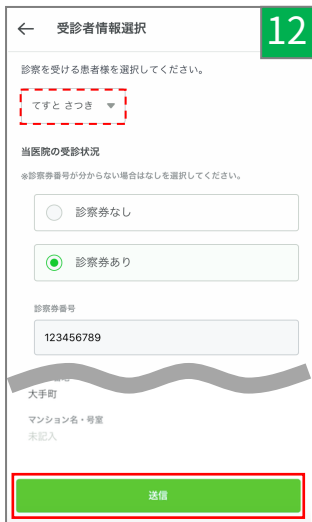 ← 受診者情報選択
12
診察を受ける患者様を選択してください。
てすと さつき ▼
当医院の受診状況
※診察券番号が分からない場合はなしを選択してください。
診察券なし
診察券あり
診察券番号
123456789
大手町
マンション名・号室
未記入
送信